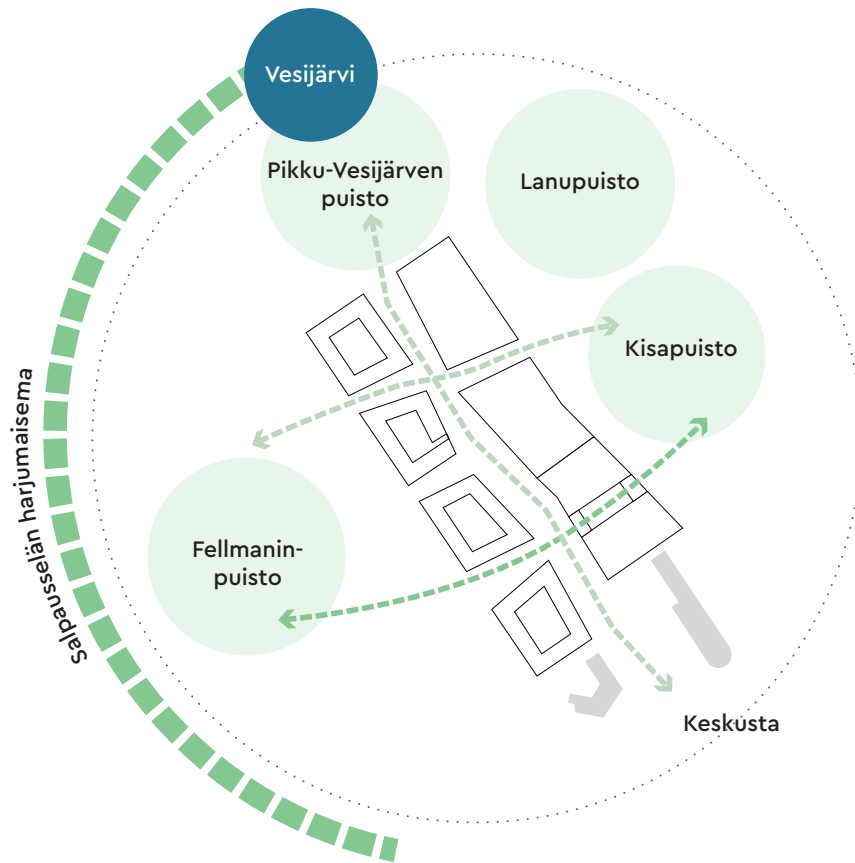 Vesijärvi
Pikku-Vesijärven
puisto
Lanupuisto
Kisapuisto
Salpausselän harjumaisema
Fellmanin-
puisto
Keskusta